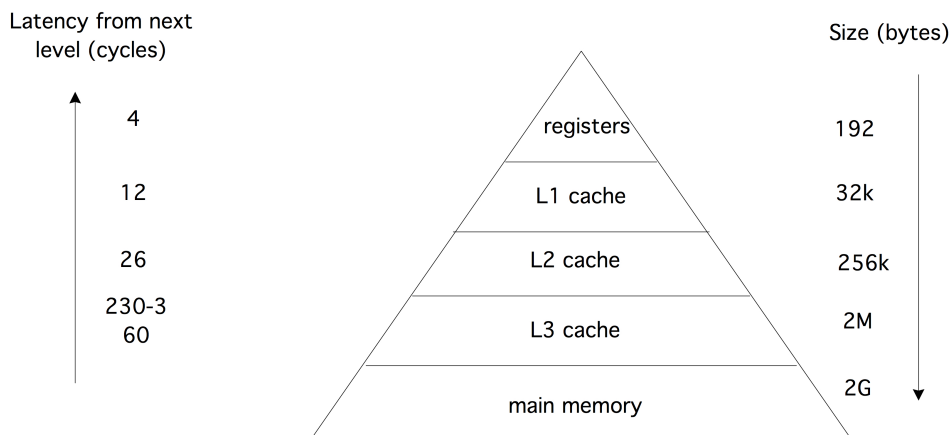 Latency from next
level (cycles)
Size (bytes)
4
registers
192
12
L1 cache
32k
26
L2 cache
256k
230-3
60
L3 cache
2M
main memory
2G